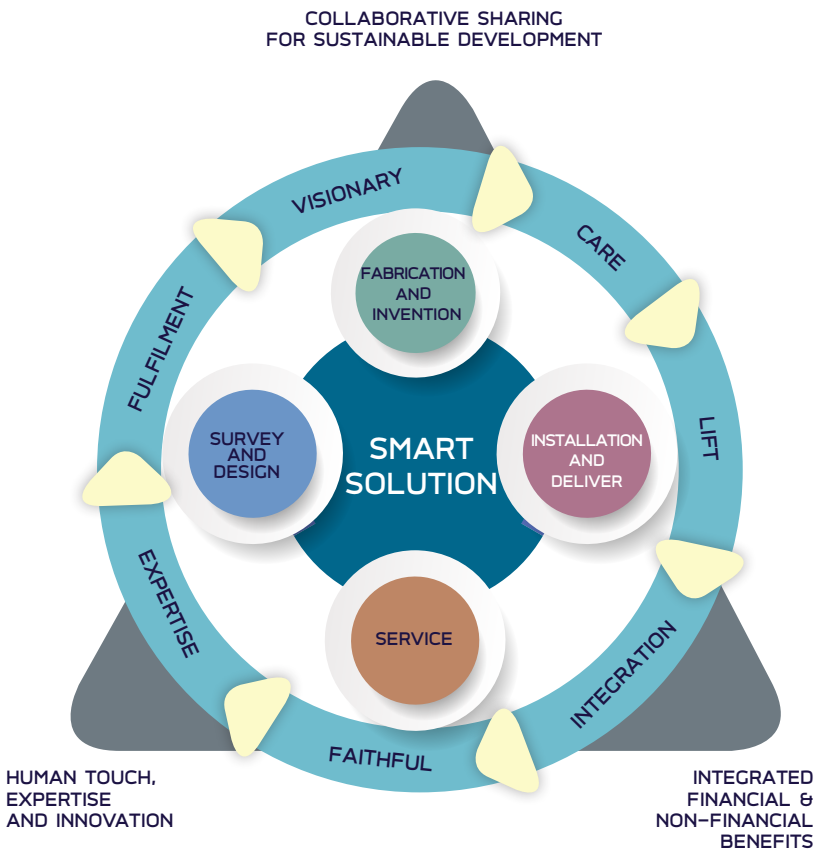 COLLABORATIVE SHARING
FOR SUSTAINABLE DEVELOPMENT
VISIONARY
CARE
LIFT
INTEGRATION
FAITHFUL
EXPERTISE
FULFILMENT
FABRICATION
AND
INVENTION
SURVEY
AND
DESIGN
SMART
SOLUTION
INSTALLATION
AND
DELIVER
SERVICE
HUMAN TOUCH,
EXPERTISE
AND INNOVATION
INTEGRATED
FINANCIAL &
NON-FINANCIAL
BENEFITS